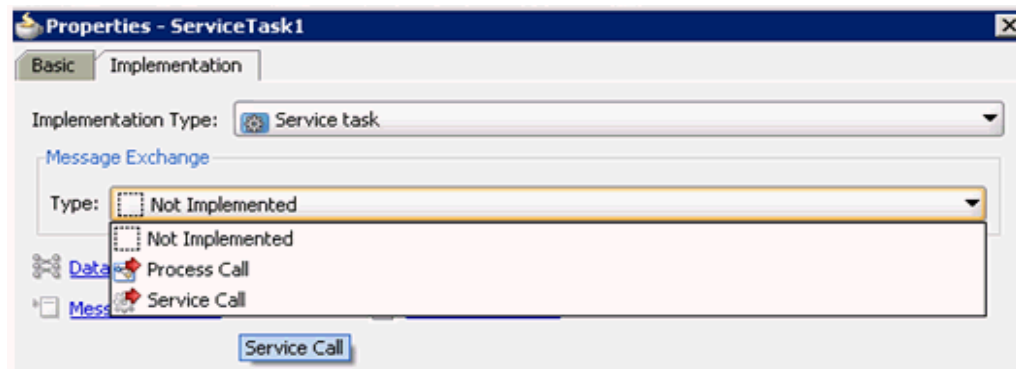 Properties - ServiceTask1
Basic Implementation
Implementation Type: Service task
Message Exchange
Type: Not Implemented
Not Implemented
Data
Process Call
Mess
Service Call
Service Call